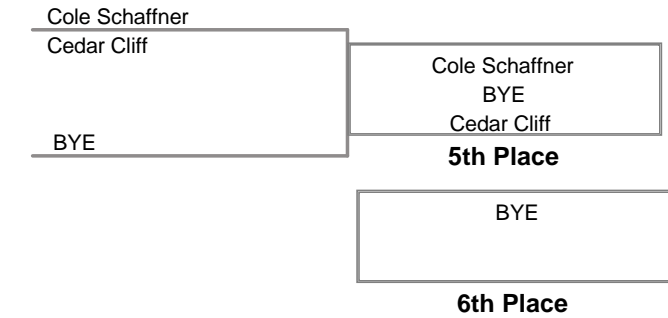 Cole Schaffner
Cedar Cliff
BYE
Cole Schaffner
BYE
Cedar Cliff
5th Place
BYE
6th Place